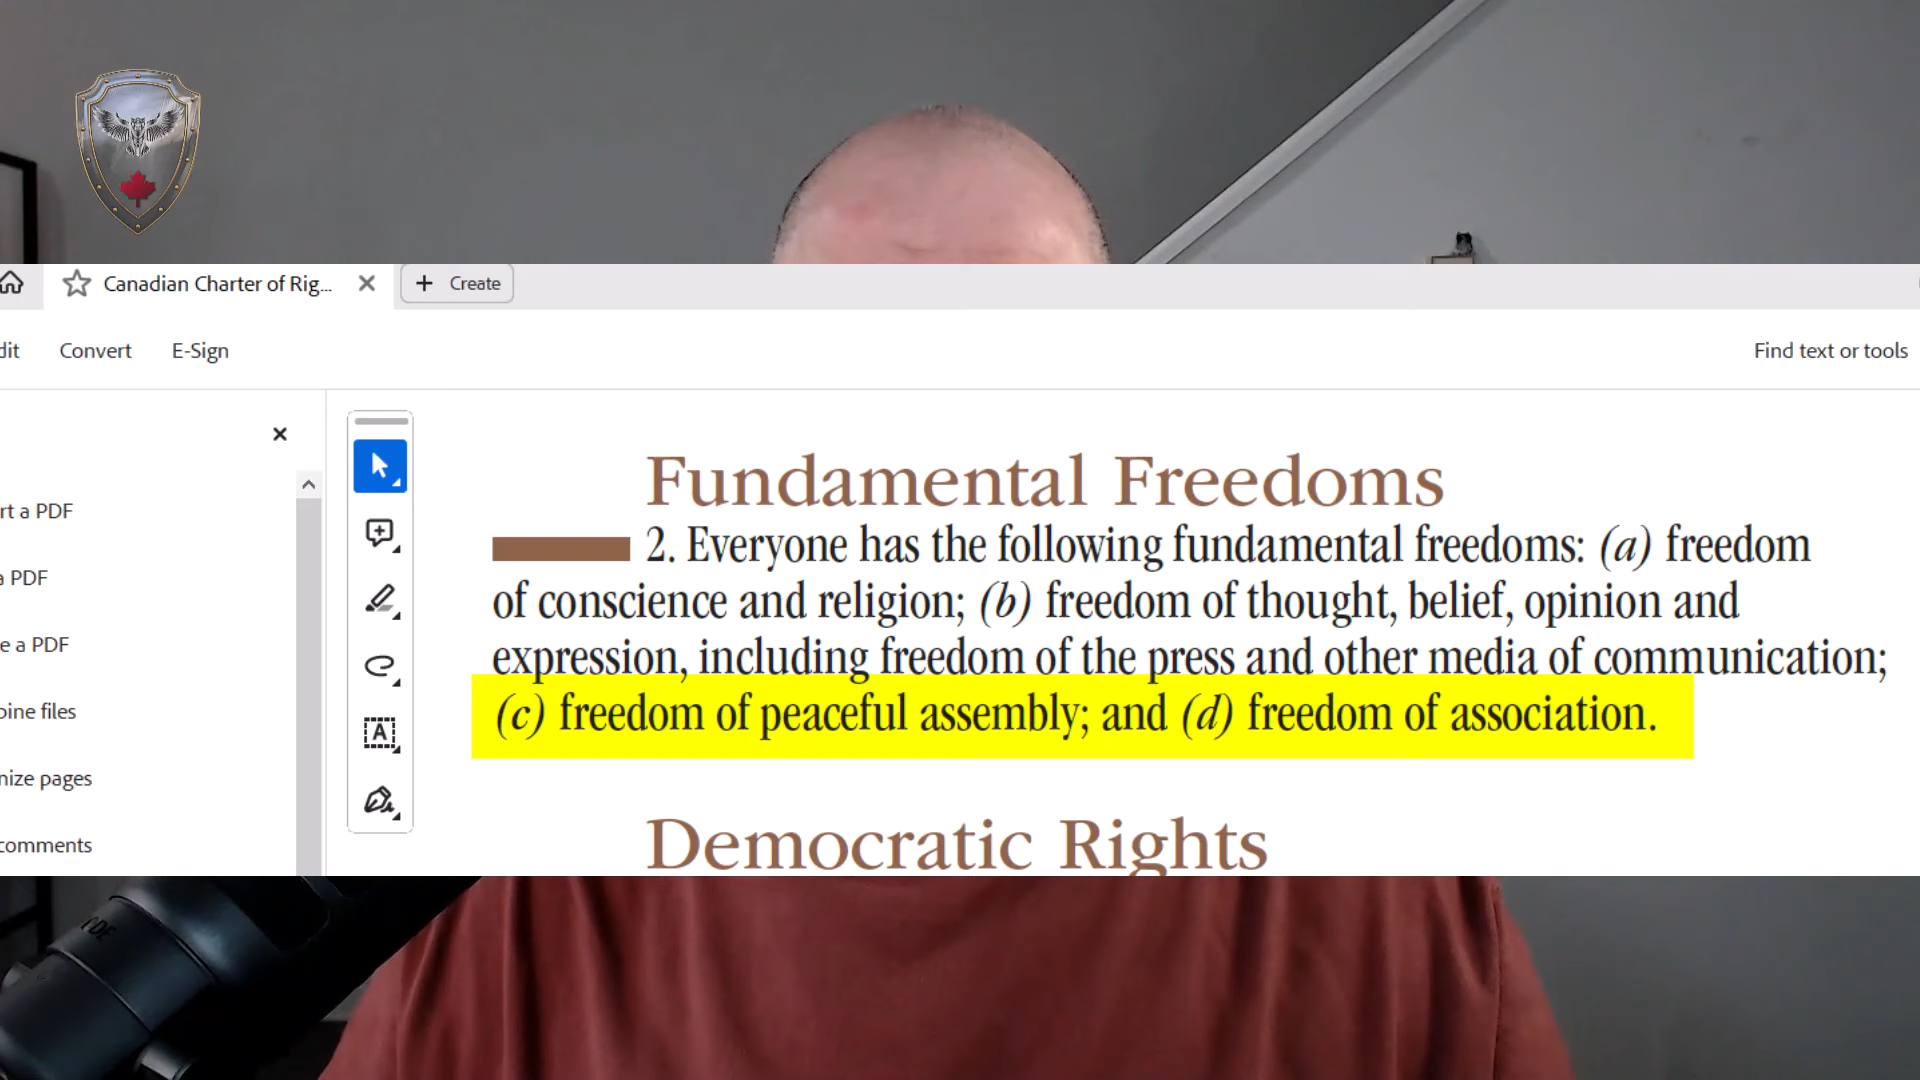 Canadian Charter of Rig...
Create
dit
Convert
E-Sign
Find text or tools
rt a PDF
a PDF
e a PDF
bine files
nize pages
comments
Fundamental Freedoms
2. Everyone has the following fundamental freedoms: (a) freedom
of conscience and religion; (b) freedom of thought, belief, opinion and
expression, including freedom of the press and other media of communication;
(c) freedom of peaceful assembly; and (d) freedom of association.
Democratic Rights